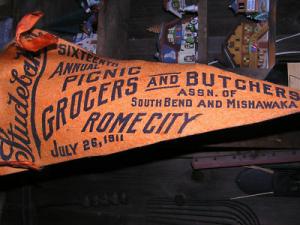 Studebaker
SIXTEENTH
ANNUAL
PICNIC
GROCERS AND BUTCHERS
ASSN. OF
SOUTH BEND AND MISHAWAKA
ROME CITY
JULY 26, 1911